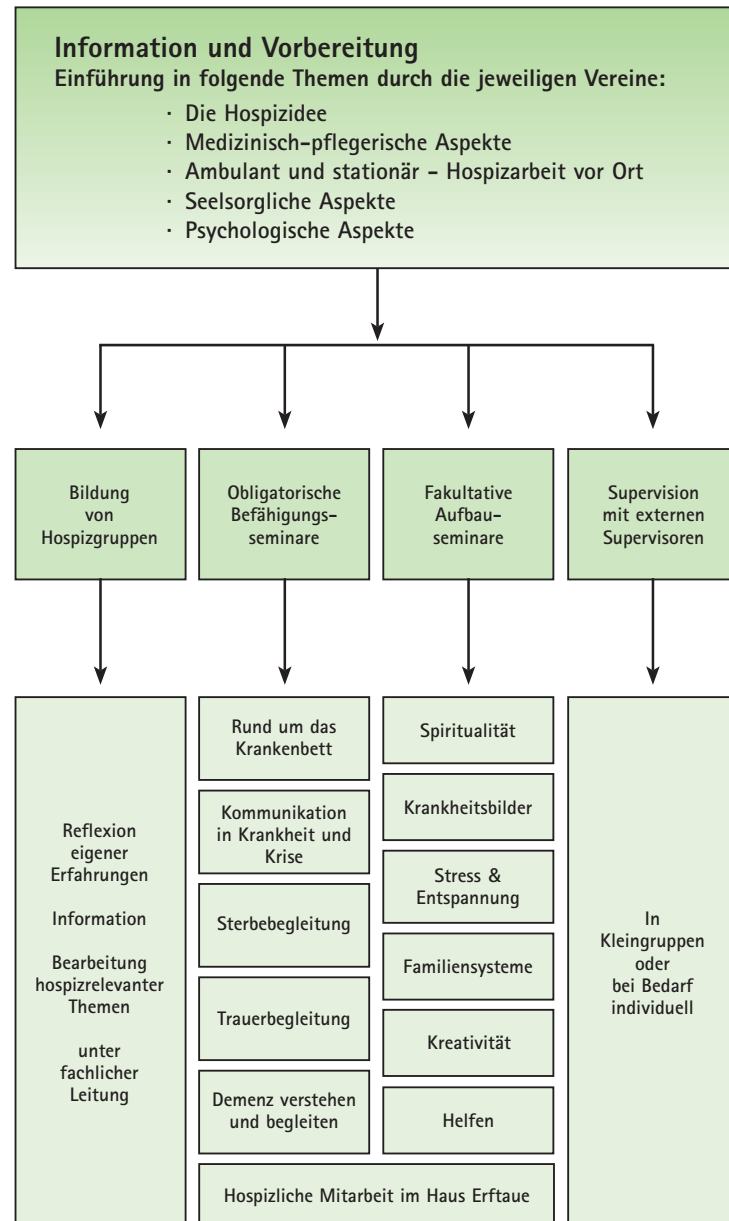 Information und Vorbereitung
Einführung in folgende Themen durch die jeweiligen Vereine:
· Die Hospizidee
· Medizinisch-pflegerische Aspekte
· Ambulant und stationär - Hospizarbeit vor Ort
· Seelsorgliche Aspekte
· Psychologische Aspekte
Bildung
von
Hospizgruppen
Obligatorische
Befähigungs-
seminare
Fakultative
Aufbau-
seminare
Supervision
mit externen
Supervisoren
Reflexion
eigener
Erfahrungen
Information
Bearbeitung
hospizrelevanter
Themen
unter
fachlicher
Leitung
Rund um das
Krankenbett
Kommunikation
in Krankheit und
Krise
Sterbebegleitung
Trauerbegleitung
Demenz verstehen
und begleiten
Spiritualität
Krankheitsbilder
Stress &
Entspannung
Familiensysteme
Kreativität
Helfen
Hospizliche Mitarbeit im Haus Erftaue
In
Kleingruppen
oder
bei Bedarf
individuell